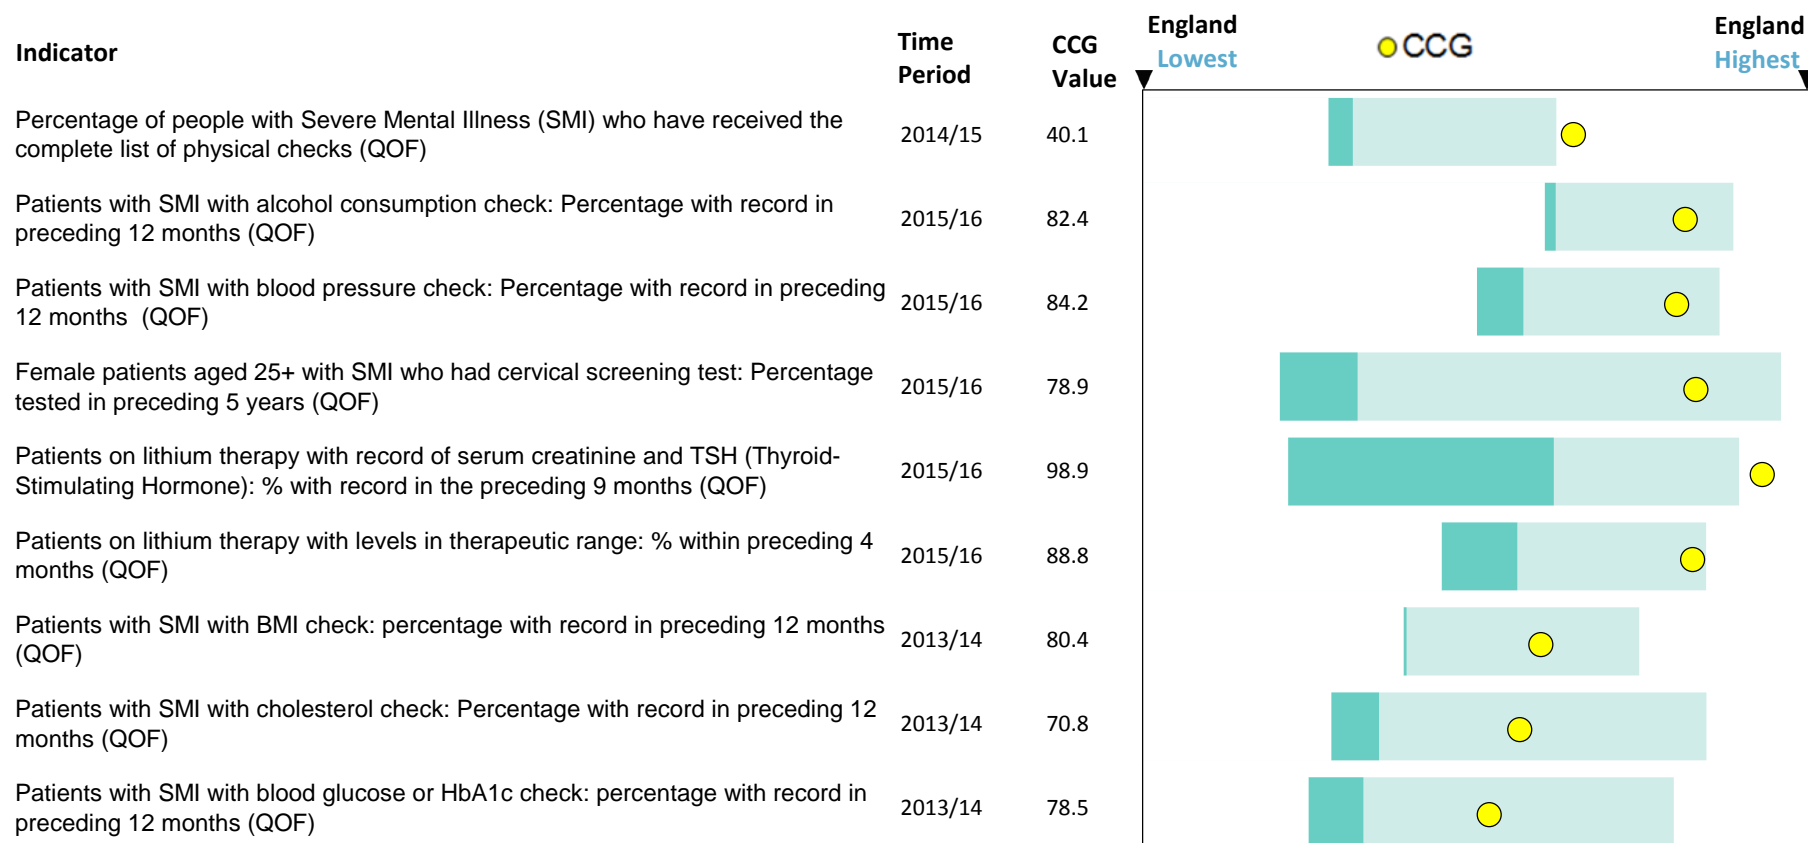 Indicator
Time Period
CCG Value
England Lowest
CCG
England Highest
Percentage of people with Severe Mental Illness (SMI) who have received the
complete list of physical checks (QOF)
2014/15
40.1
Patients with SMI with alcohol consumption check: Percentage with record in
preceding 12 months (QOF)
2015/16
82.4
Patients with SMI with blood pressure check: Percentage with record in preceding
12 months  (QOF)
2015/16
84.2
Female patients aged 25+ with SMI who had cervical screening test: Percentage
tested in preceding 5 years (QOF)
2015/16
78.9
Patients on lithium therapy with record of serum creatinine and TSH (Thyroid-
Stimulating Hormone): % with record in the preceding 9 months (QOF)
2015/16
98.9
Patients on lithium therapy with levels in therapeutic range: % within preceding 4
months (QOF)
2015/16
88.8
Patients with SMI with BMI check: percentage with record in preceding 12 months
(QOF)
2013/14
80.4
Patients with SMI with cholesterol check: Percentage with record in preceding 12
months (QOF)
2013/14
70.8
Patients with SMI with blood glucose or HbA1c check: percentage with record in
preceding 12 months (QOF)
2013/14
78.5